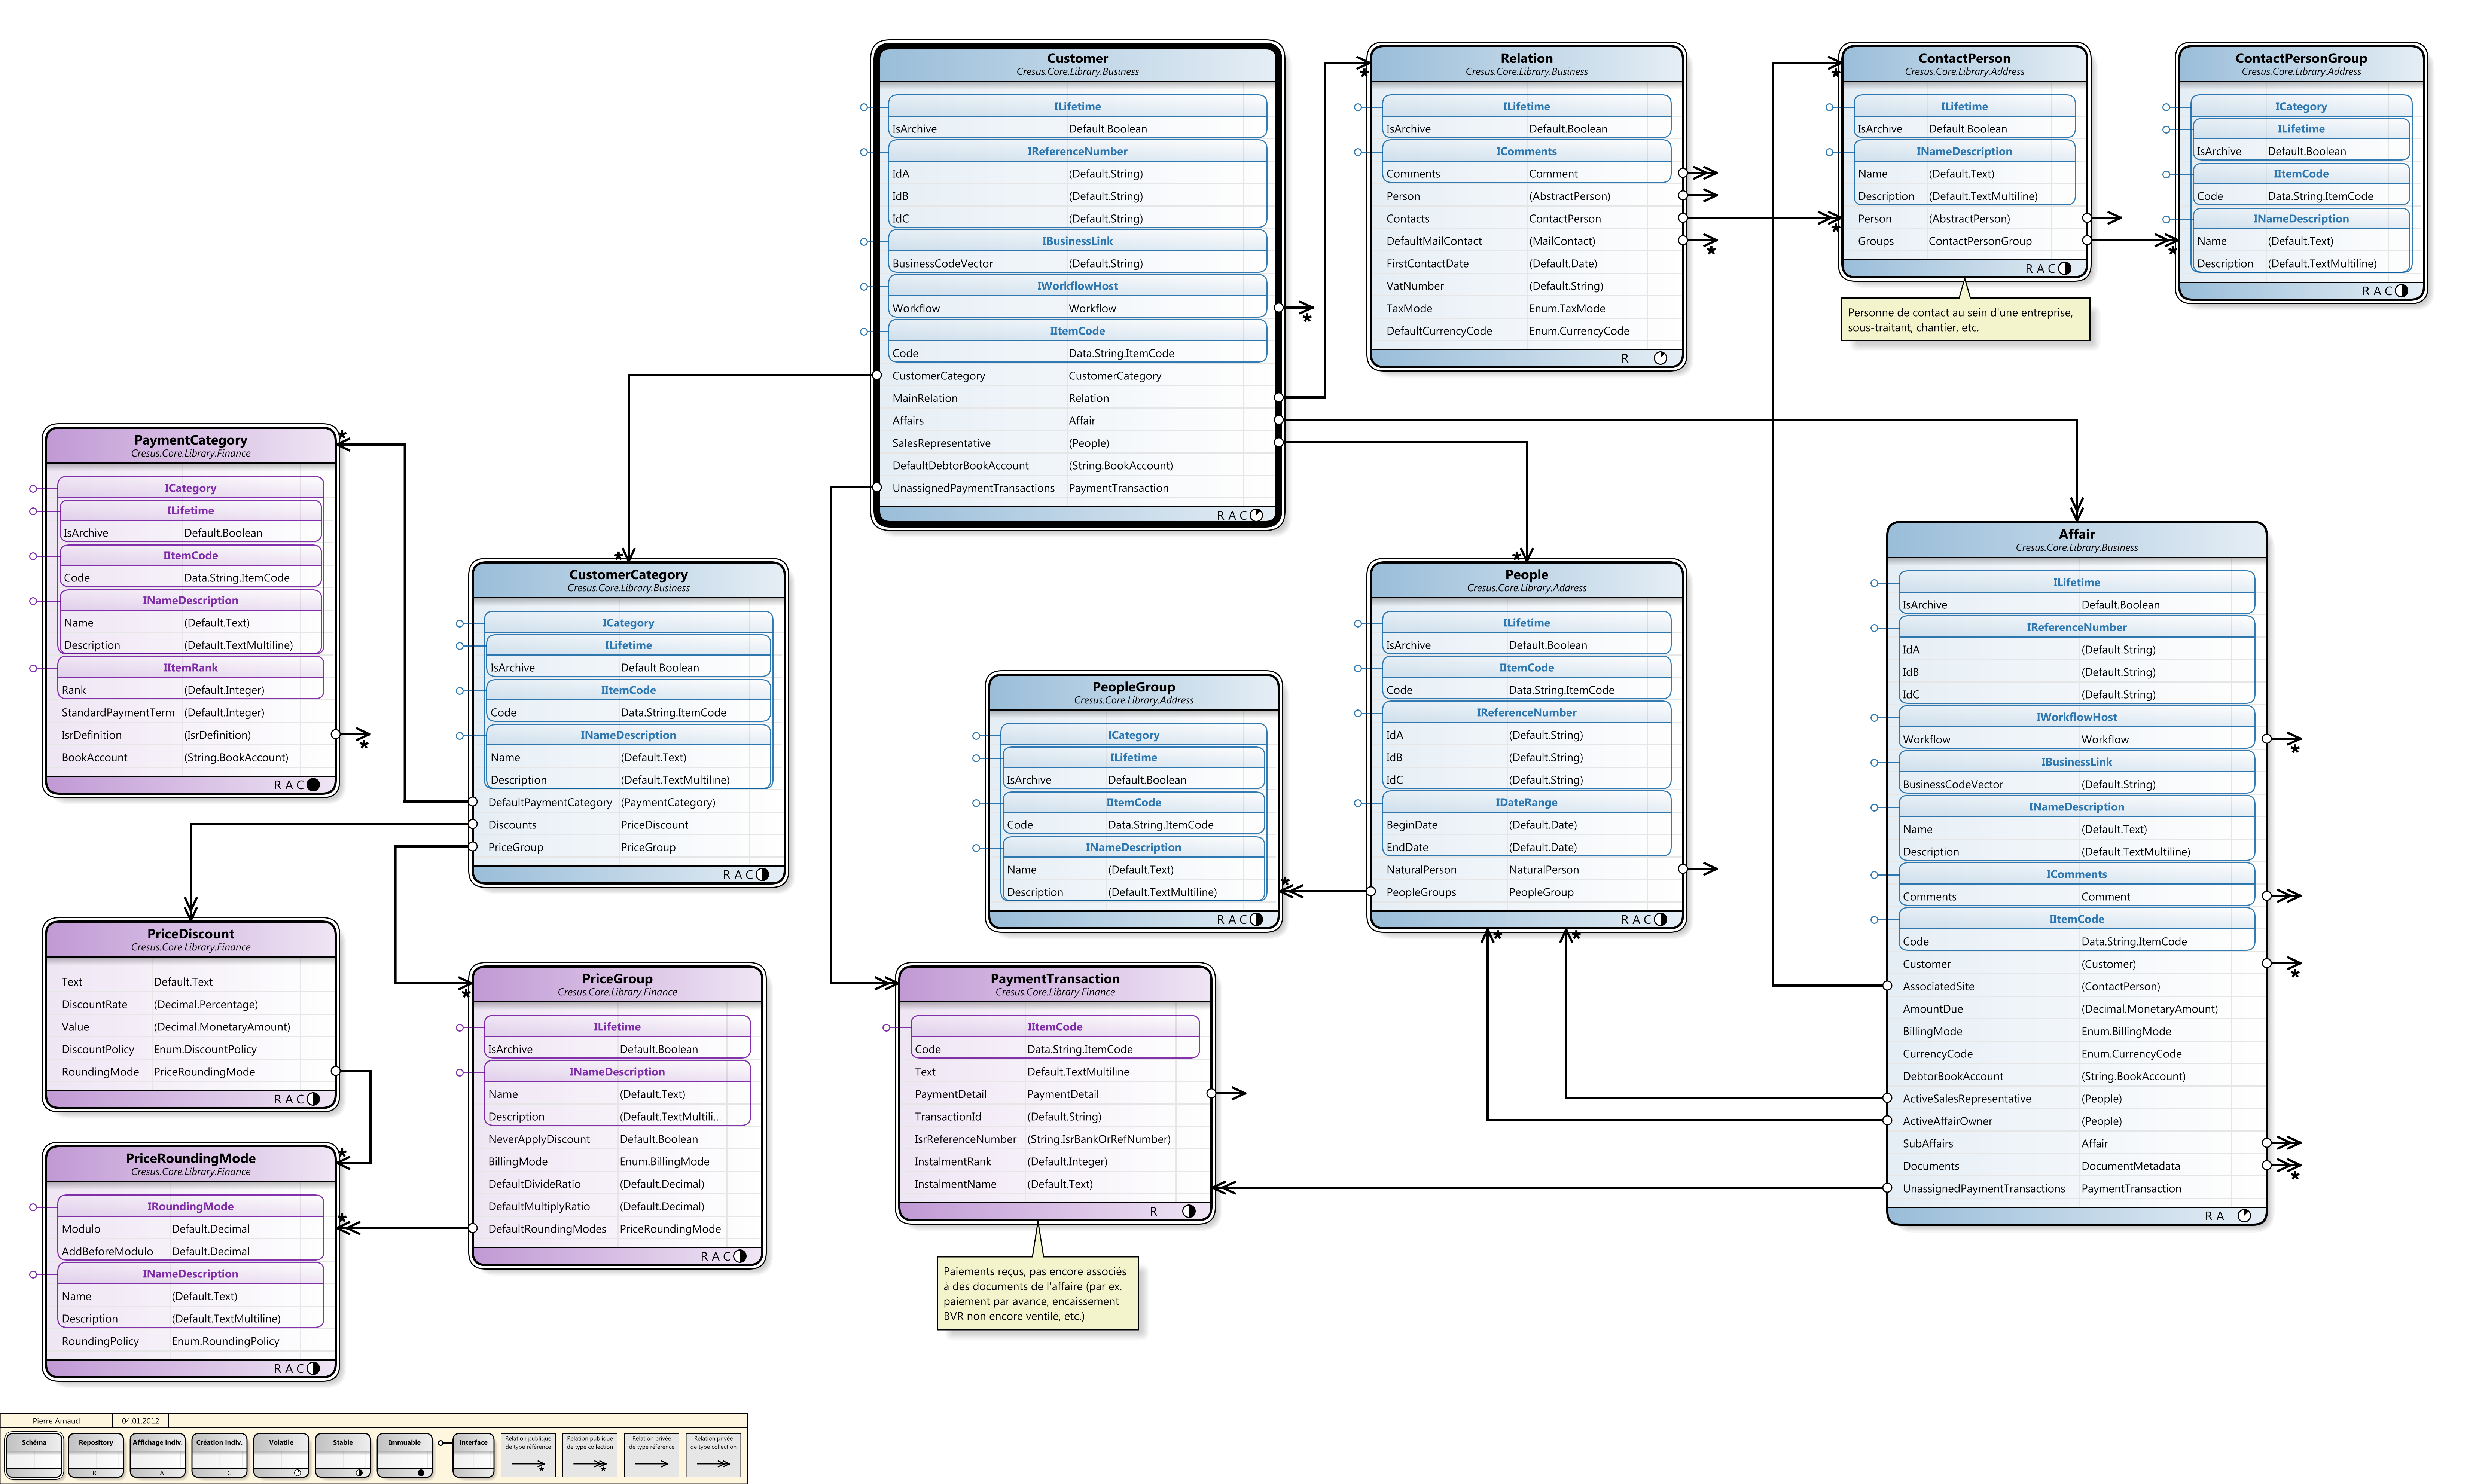 Customer
Cresus.Core.Library.Business
ILifetime
IsArchive Default.Boolean
IReferenceNumber
IdA (Default.String)
IdB (Default.String)
IdC (Default.String)
IBusinessLink
BusinessCodeVector (Default.String)
IWorkflowHost
Workflow Workflow
*
IItemCode
Code Data.String.ItemCode
CustomerCategory CustomerCategory
MainRelation Relation
Affairs Affair
SalesRepresentative (People)
DefaultDebtorBookAccount (String.BookAccount)
UnassignedPaymentTransactions PaymentTransaction
R A C
Relation
Cresus.Core.Library.Business
*
ILifetime
IsArchive Default.Boolean
IComments
Comments Comment
Person (AbstractPerson)
Contacts ContactPerson
DefaultMailContact (MailContact)
*
FirstContactDate (Default.Date)
VatNumber (Default.String)
TaxMode Enum.TaxMode
DefaultCurrencyCode Enum.CurrencyCode
R
ContactPerson
Cresus.Core.Library.Address
*
ILifetime
IsArchive Default.Boolean
INameDescription
Name (Default.Text)
Description (Default.TextMultiline)
Person (AbstractPerson)
*
Groups ContactPersonGroup
R A C
Personne de contact au sein d'une entreprise,
sous-traitant, chantier, etc.
ContactPersonGroup
Cresus.Core.Library.Address
ICategory
ILifetime
IsArchive Default.Boolean
IItemCode
Code Data.String.ItemCode
INameDescription
Name (Default.Text)
*
Description (Default.TextMultiline)
R A C
PaymentCategory
Cresus.Core.Library.Finance
*
ICategory
ILifetime
IsArchive Default.Boolean
IItemCode
Code Data.String.ItemCode
INameDescription
Name (Default.Text)
Description (Default.TextMultiline)
IItemRank
Rank (Default.Integer)
StandardPaymentTerm (Default.Integer)
IsrDefinition (IsrDefinition)
*
BookAccount (String.BookAccount)
R A C
*
CustomerCategory
Cresus.Core.Library.Business
ICategory
ILifetime
IsArchive Default.Boolean
IItemCode
Code Data.String.ItemCode
INameDescription
Name (Default.Text)
Description (Default.TextMultiline)
DefaultPaymentCategory (PaymentCategory)
Discounts PriceDiscount
PriceGroup PriceGroup
R A C
PeopleGroup
Cresus.Core.Library.Address
ICategory
ILifetime
IsArchive Default.Boolean
IItemCode
Code Data.String.ItemCode
INameDescription
Name (Default.Text)
Description (Default.TextMultiline)
*
R A C
*
People
Cresus.Core.Library.Address
ILifetime
IsArchive Default.Boolean
IItemCode
Code Data.String.ItemCode
IReferenceNumber
IdA (Default.String)
IdB (Default.String)
IdC (Default.String)
IDateRange
BeginDate (Default.Date)
EndDate (Default.Date)
NaturalPerson NaturalPerson
PeopleGroups PeopleGroup
R A C
* *
Affair
Cresus.Core.Library.Business
ILifetime
IsArchive Default.Boolean
IReferenceNumber
IdA (Default.String)
IdB (Default.String)
IdC (Default.String)
IWorkflowHost
Workflow Workflow
*
IBusinessLink
BusinessCodeVector (Default.String)
INameDescription
Name (Default.Text)
Description (Default.TextMultiline)
IComments
Comments Comment
IItemCode
Code Data.String.ItemCode
Customer (Customer)
*
AssociatedSite (ContactPerson)
AmountDue (Decimal.MonetaryAmount)
BillingMode Enum.BillingMode
CurrencyCode Enum.CurrencyCode
DebtorBookAccount (String.BookAccount)
ActiveSalesRepresentative (People)
ActiveAffairOwner (People)
SubAffairs Affair
Documents DocumentMetadata
*
UnassignedPaymentTransactions PaymentTransaction
R A
PriceDiscount
Cresus.Core.Library.Finance
Text Default.Text
DiscountRate (Decimal.Percentage)
Value (Decimal.MonetaryAmount)
DiscountPolicy Enum.DiscountPolicy
RoundingMode PriceRoundingMode
R A C
PriceGroup
Cresus.Core.Library.Finance
*
ILifetime
IsArchive Default.Boolean
INameDescription
Name (Default.Text)
Description (Default.TextMultili...
NeverApplyDiscount Default.Boolean
BillingMode Enum.BillingMode
DefaultDivideRatio (Default.Decimal)
DefaultMultiplyRatio (Default.Decimal)
DefaultRoundingModes PriceRoundingMode
R A C
PaymentTransaction
Cresus.Core.Library.Finance
IItemCode
Code Data.String.ItemCode
Text Default.TextMultiline
PaymentDetail PaymentDetail
TransactionId (Default.String)
IsrReferenceNumber (String.IsrBankOrRefNumber)
InstalmentRank (Default.Integer)
InstalmentName (Default.Text)
R
Paiements reçus, pas encore associés
à des documents de l'affaire (par ex.
paiement par avance, encaissement
BVR non encore ventilé, etc.)
PriceRoundingMode
Cresus.Core.Library.Finance
*
IRoundingMode
Modulo Default.Decimal
*
AddBeforeModulo Default.Decimal
INameDescription
Name (Default.Text)
Description (Default.TextMultiline)
RoundingPolicy Enum.RoundingPolicy
R A C
Pierre Arnaud 04.01.2012
Schéma
Repository
R
Affichage indiv.
A
Création indiv.
C
Volatile
Stable
Immuable
Interface
Relation publique
de type référence
*
Relation publique
de type collection
*
Relation privée
de type référence
Relation privée
de type collection